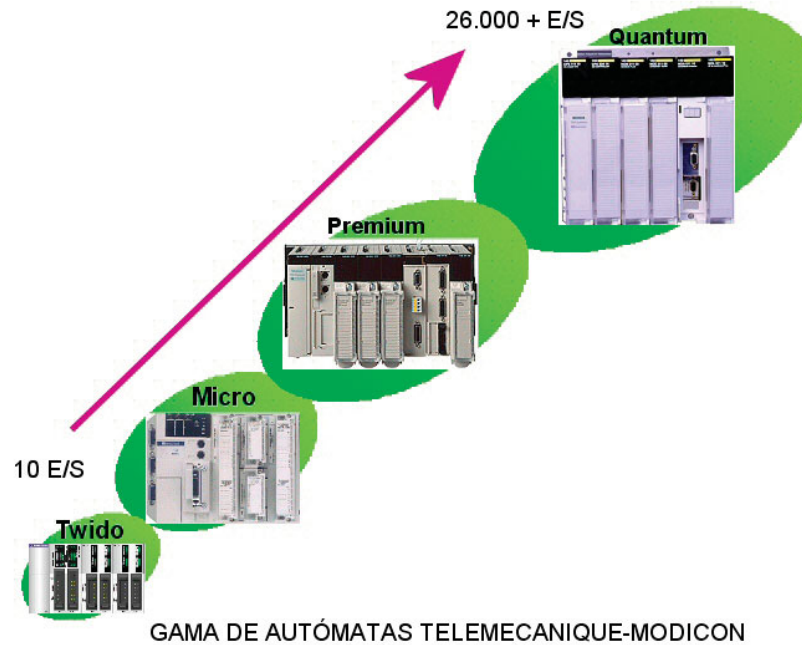 26.000 + E/S
Quantum
Premium
Micro
10 E/S
Twido
GAMA DE AUTÓMATAS TELEMECANIQUE-MODICON